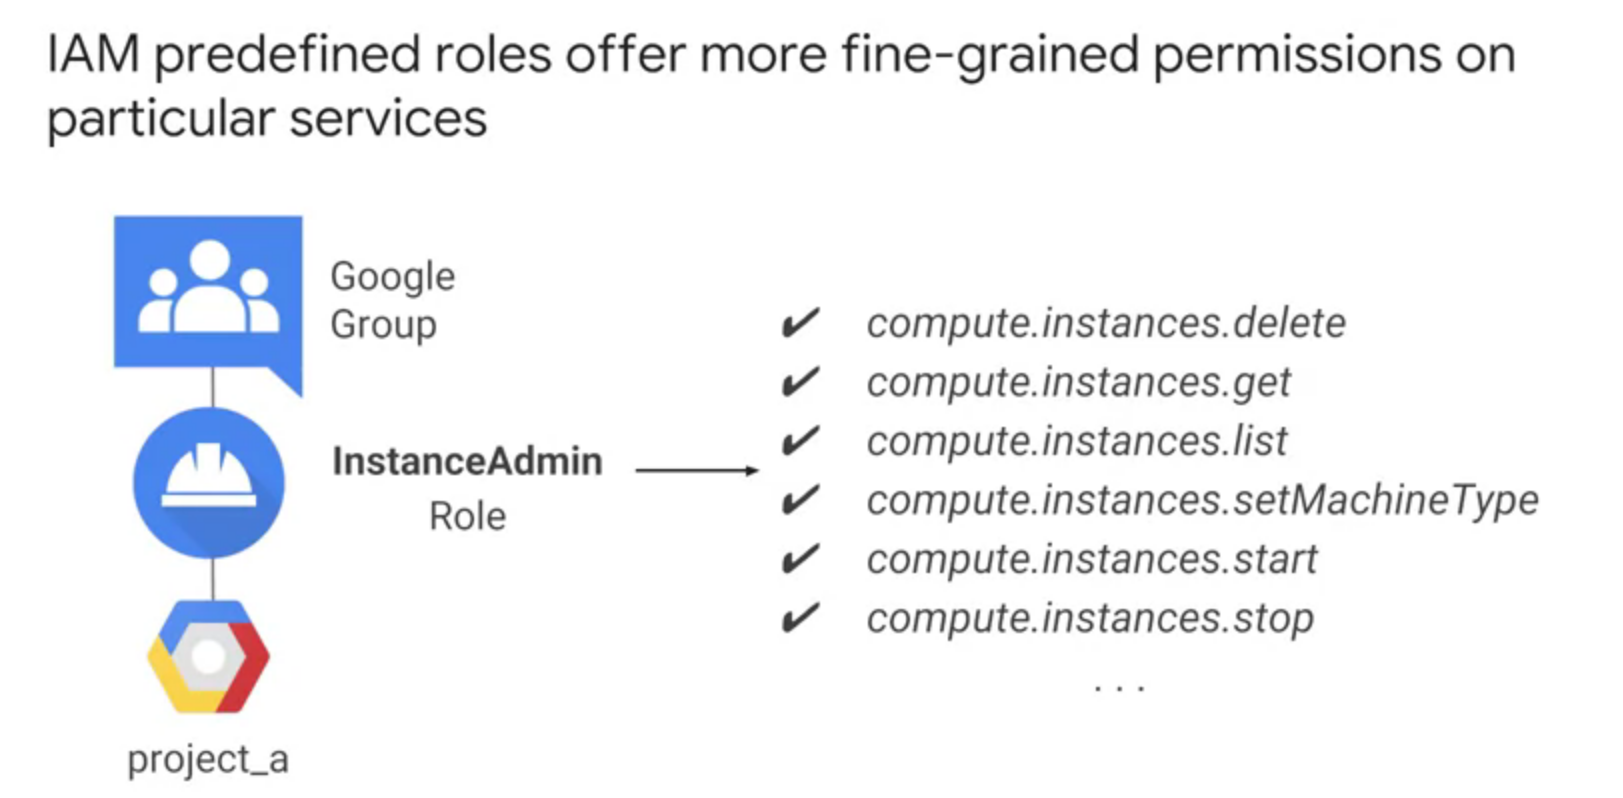 IAM predefined roles offer more fine-grained permissions on
particular services
Google
Group
InstanceAdmin
Role
project_a
✔ compute.instances.delete
✔ compute.instances.get
✔ compute.instances.list
✔ compute.instances.setMachineType
✔ compute.instances.start
✔ compute.instances.stop
. . .